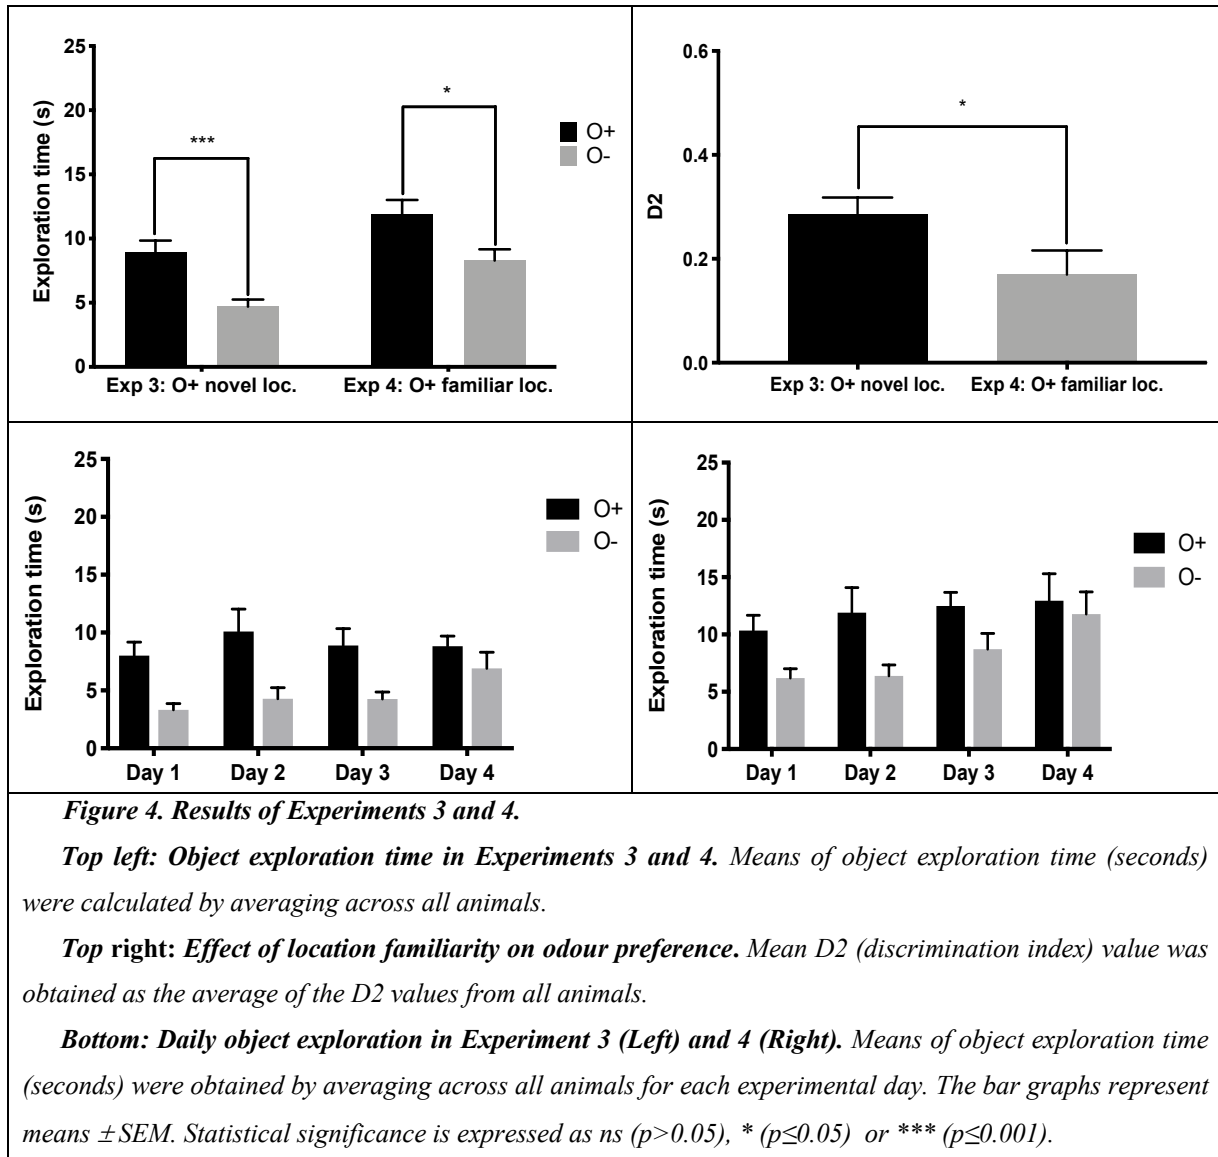 25
20
15
10
5
0
Exploration time (s)
***
*
O+
O-
Exp 3: O+ novel loc.
Exp 4: O+ familiar loc.
0.6
0.4
0.2
0.0
D2
*
Exp 3: O+ novel loc.
Exp 4: O+ familiar loc.
25
20
15
10
5
0
Exploration time (s)
O+
O-
Day 1
Day 2
Day 3
Day 4
25
20
15
10
5
0
Exploration time (s)
O+
O-
Day 1
Day 2
Day 3
Day 4
Figure 4. Results of Experiments 3 and 4.
Top left: Object exploration time in Experiments 3 and 4. Means of object exploration time (seconds)
were calculated by averaging across all animals.
Top right: Effect of location familiarity on odour preference. Mean D2 (discrimination index) value was
obtained as the average of the D2 values from all animals.
Bottom: Daily object exploration in Experiment 3 (Left) and 4 (Right). Means of object exploration time
(seconds) were obtained by averaging across all animals for each experimental day. The bar graphs represent
means ±SEM. Statistical significance is expressed as ns (p>0.05), * (p≤0.05) or *** (p≤0.001).